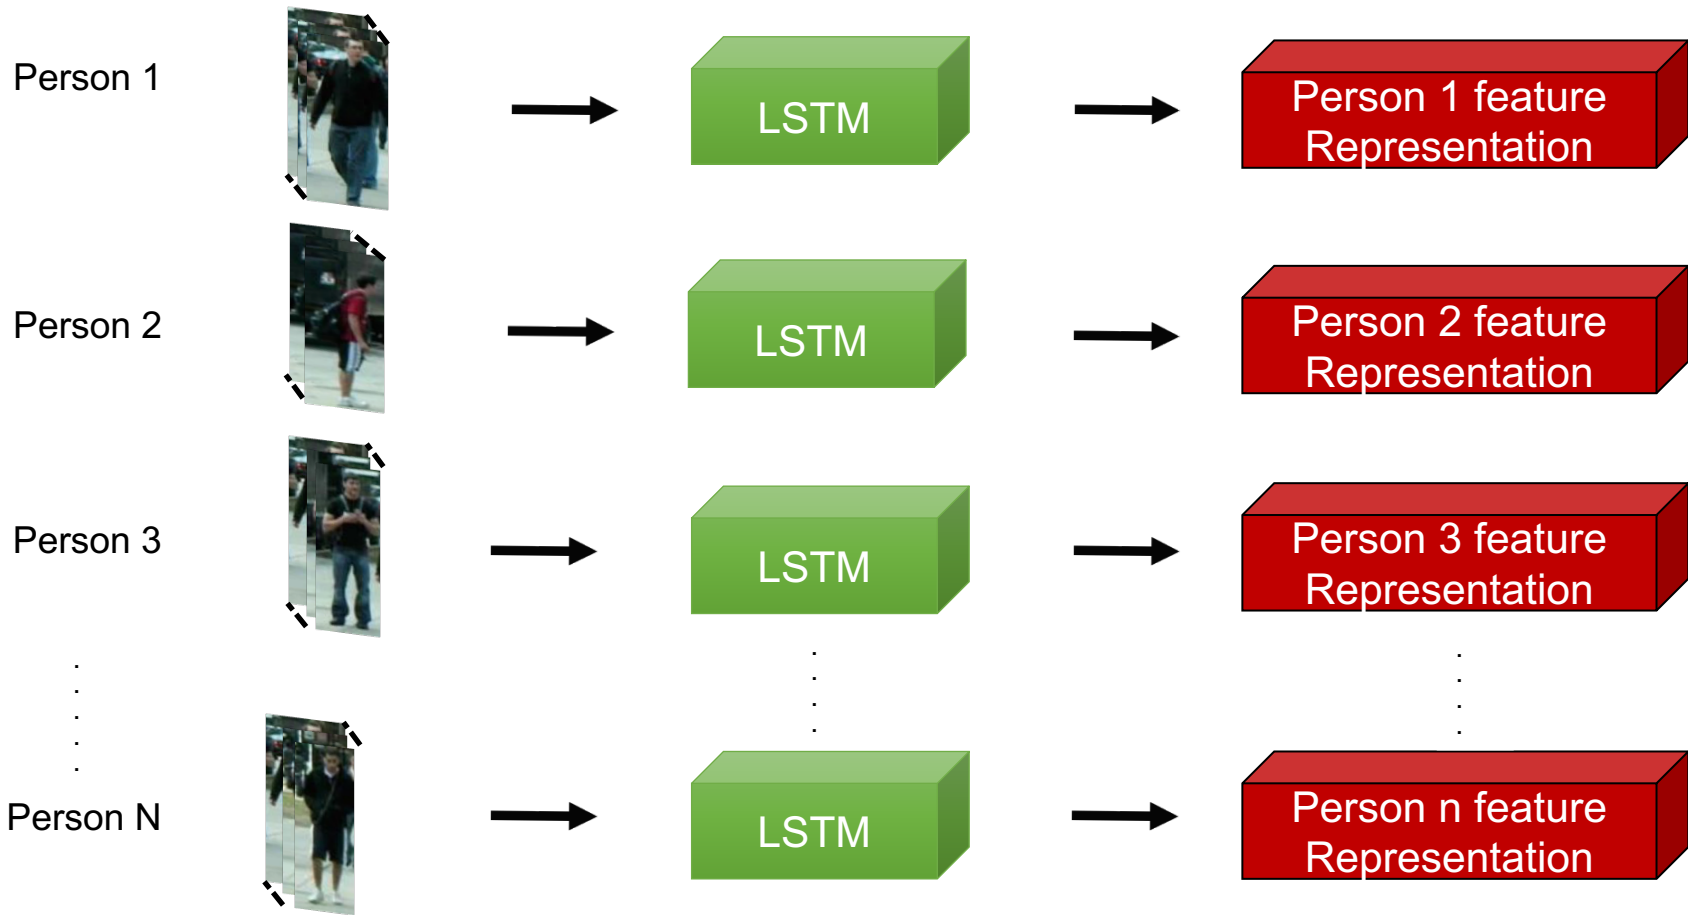 Person 1
LSTM
Person 1 feature
Representation
Person 2
LSTM
Person 2 feature
Representation
Person 3
LSTM
Person 3 feature
Representation
Person N
LSTM
Person n feature
Representation